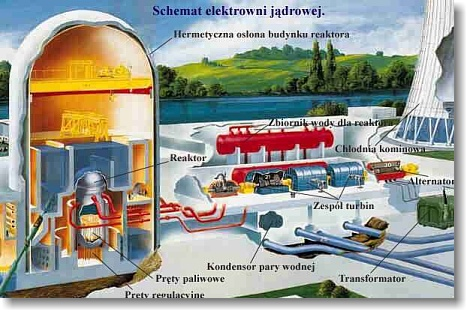 Schemat elektrowni jądrowej.
Hermetyczna osłona budynku reaktora
Zbiornik wody dla reaktora
Chłodnia kominowa
Reaktor
Alternator
Zespół turbin
Kondensor pary wodnej
Pręty paliwowe
Transformator
Pręty regulacyjne